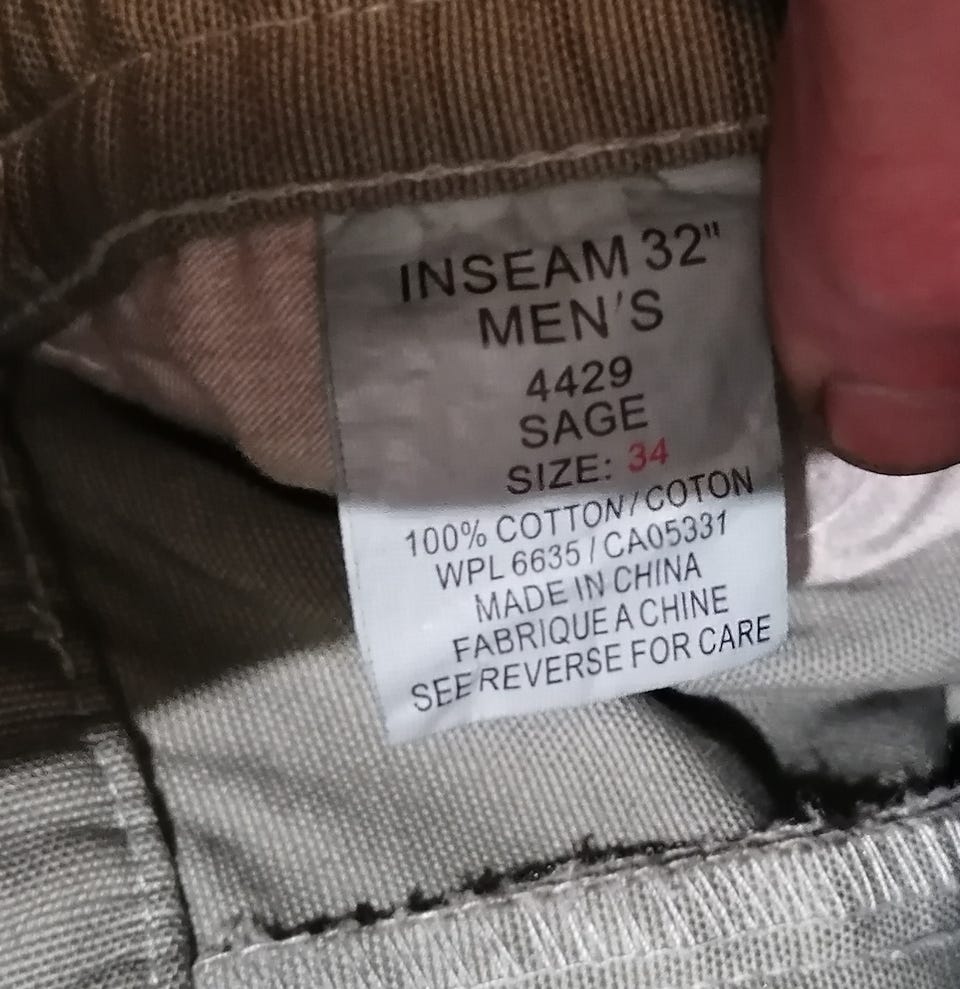 INSEAM 32"
MEN'S
4429
SAGE
SIZE: 34
100% COTTON/COTON
WPL 6635 / CA05331
MADE IN CHINA
FABRIQUE A CHINE
SEE REVERSE FOR CARE